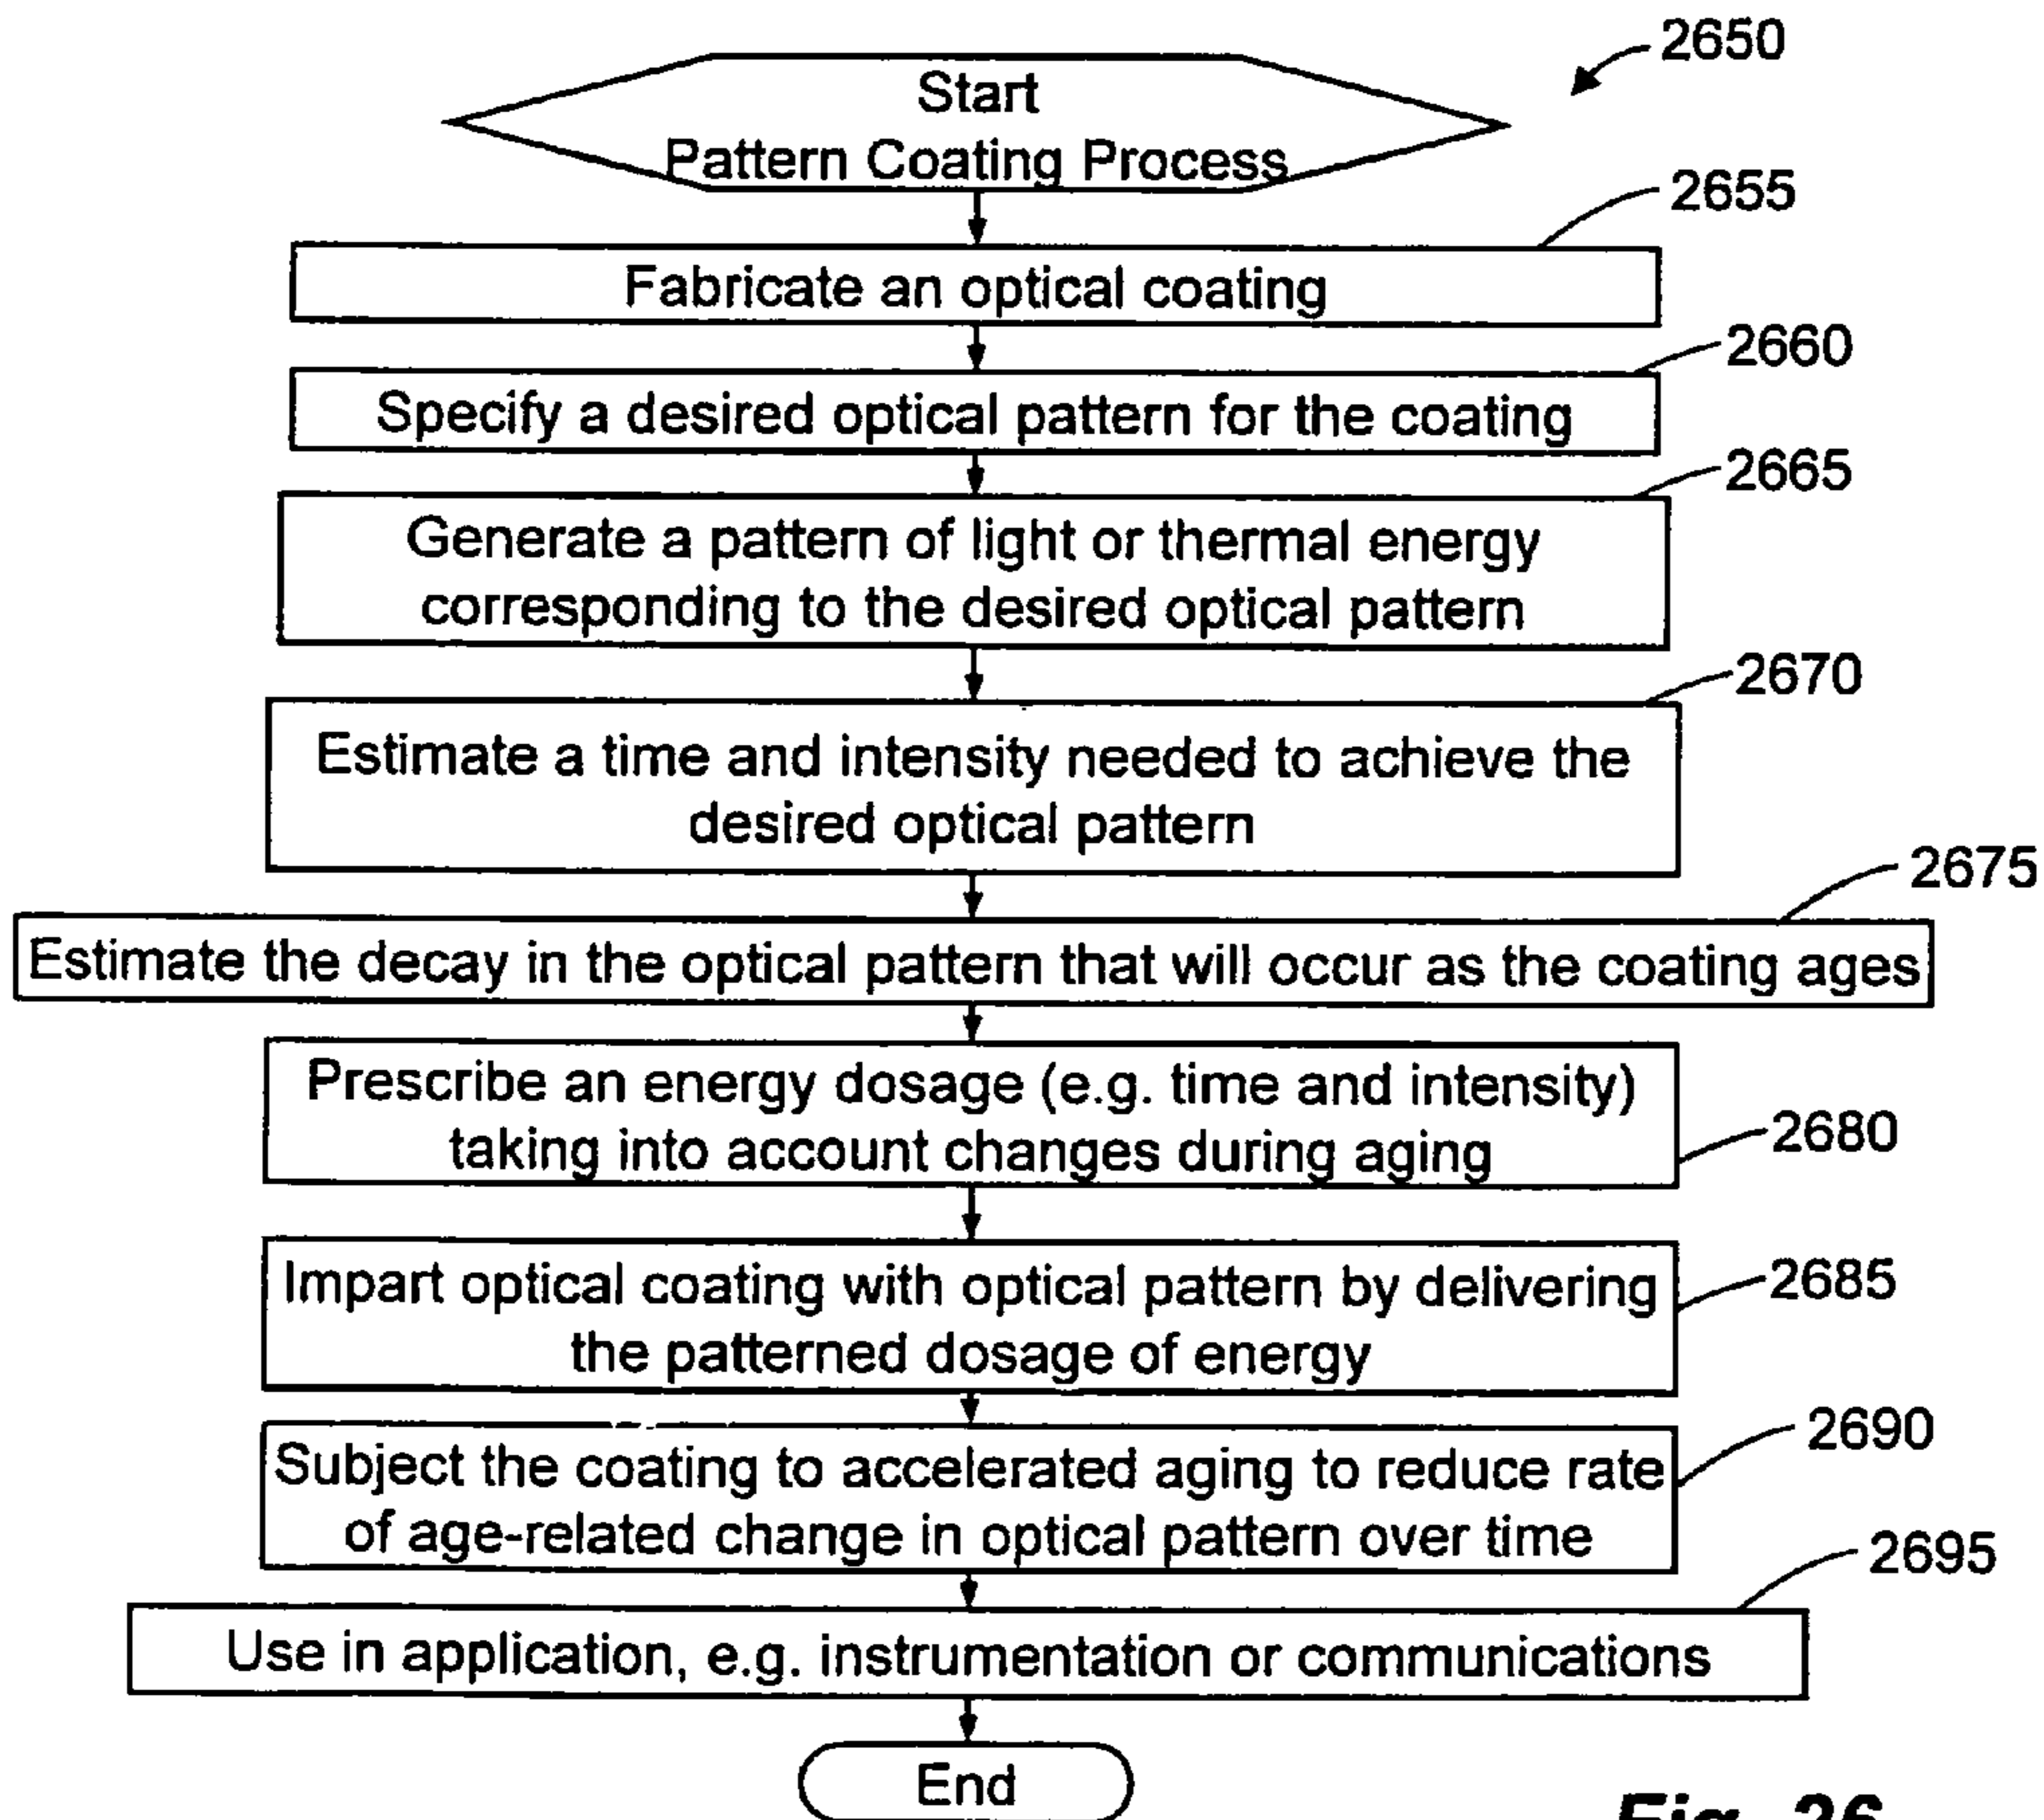 2650
Start
Pattern Coating Process
2655
Fabricate an optical coating
2660
Specify a desired optical pattern for the coating
2665
Generate a pattern of light or thermal energy
corresponding to the desired optical pattern
2670
Estimate a time and intensity needed to achieve the
desired optical pattern
2675
Estimate the decay in the optical pattern that will occur as the coating ages
Prescribe an energy dosage (e.g. time and intensity)
taking into account changes during aging
2680
Impart optical coating with optical pattern by delivering
the patterned dosage of energy
2685
2690
Subject the coating to accelerated aging to reduce rate
of age-related change in optical pattern over time
2695
Use in application, e.g. instrumentation or communications
End
Fig. 26